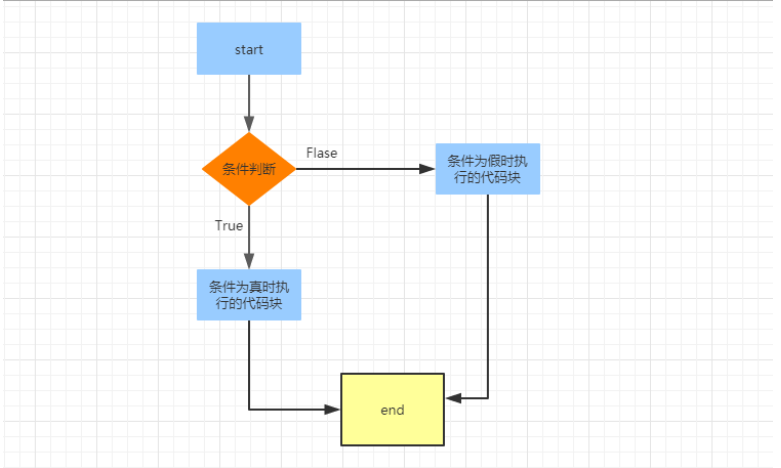 start
条件判断
Flase
条件为假时执
行的代码块
True
条件为真时执
行的代码块
end